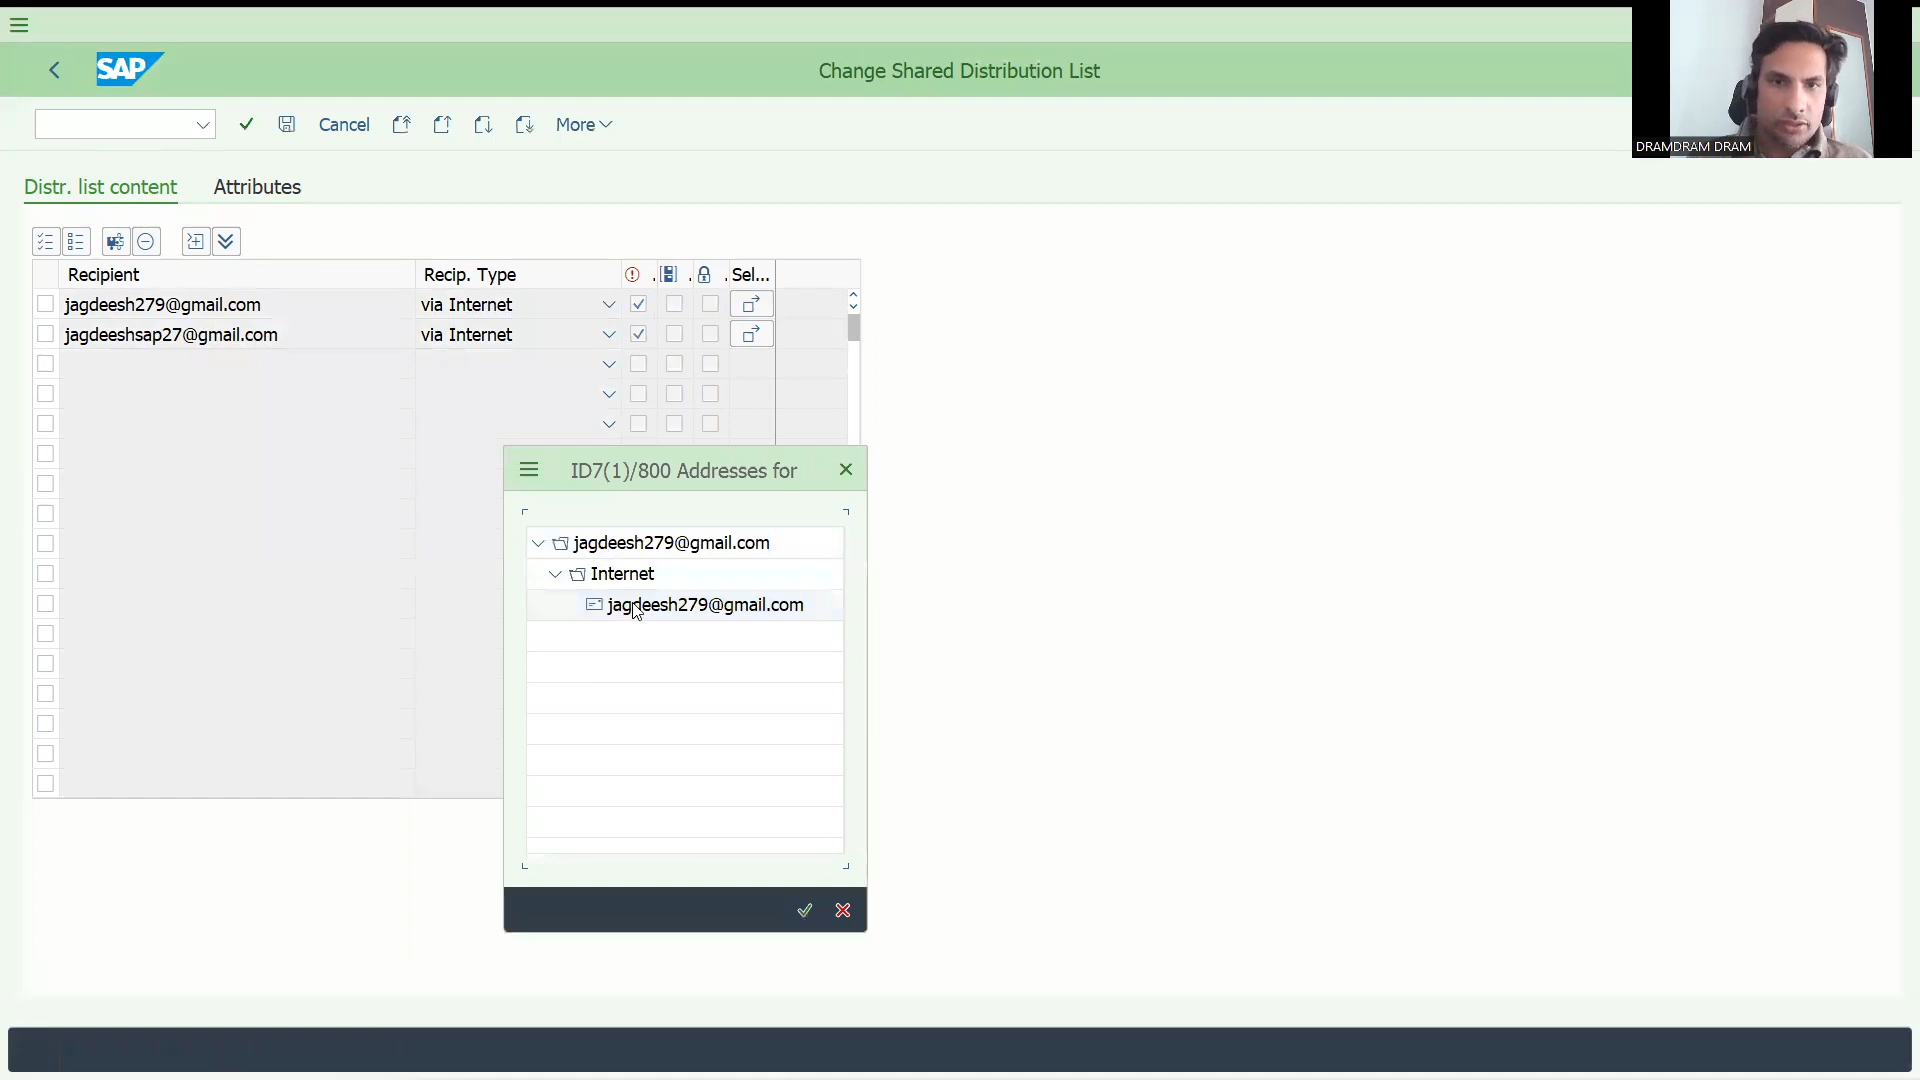 SAP
Change Shared Distribution List
DRAMDRAM DRAM
Cancel
More
Distr. list content
Attributes
Recipient
Recip. Type
Sel...
jagdeesh279@gmail.com
via Internet
jagdeeshsap27@gmail.com
via Internet
ID7(1)/800 Addresses for
jagdeesh279@gmail.com
Internet
jagdeesh279@gmail.com